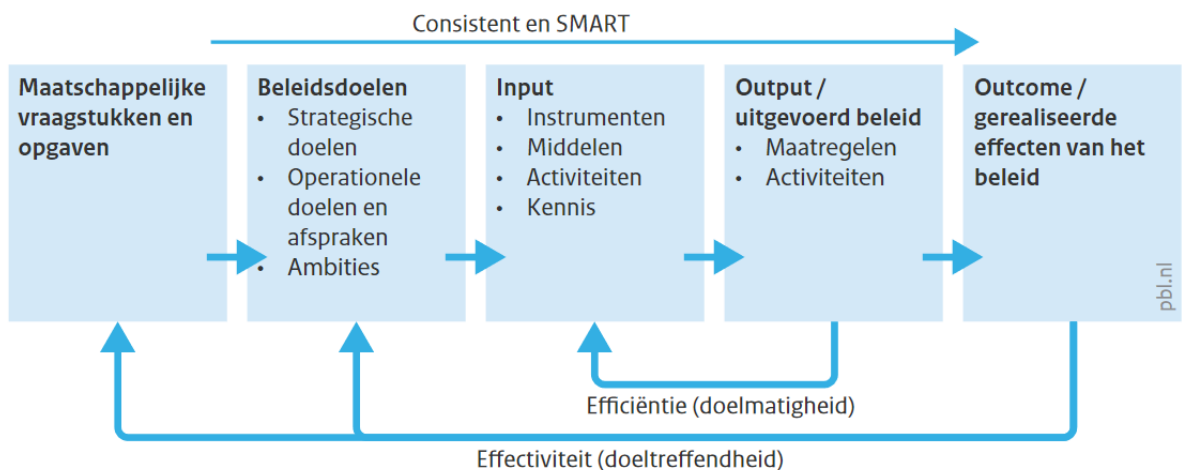 Consistent en SMART
Maatschappelijke
vraagstukken en
opgaven
Beleidsdoelen
• Strategische
doelen
• Operationele
doelen en
afspraken
• Ambities
Input
• Instrumenten
• Middelen
• Activiteiten
• Kennis
Output /
uitgevoerd beleid
• Maatregelen
• Activiteiten
Outcome /
gerealiseerde
effecten van het
beleid
pbl.nl
Efficiëntie (doelmatigheid)
Effectiviteit (doeltreffendheid)